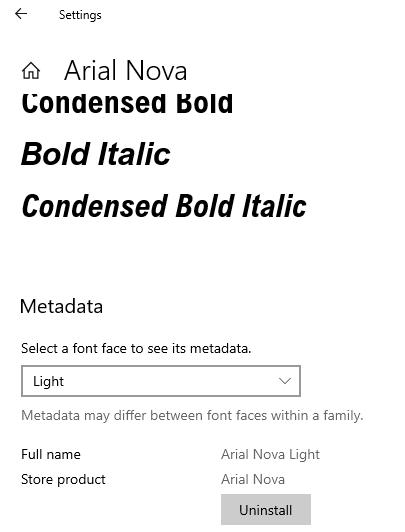 Settings
Arial Nova
Condensed Bold
Bold Italic
Condensed Bold Italic
Metadata
Select a font face to see its metadata.
Light
Metadata may differ between font faces within a family.
Full name Arial Nova Light
Store product Arial Nova
Uninstall